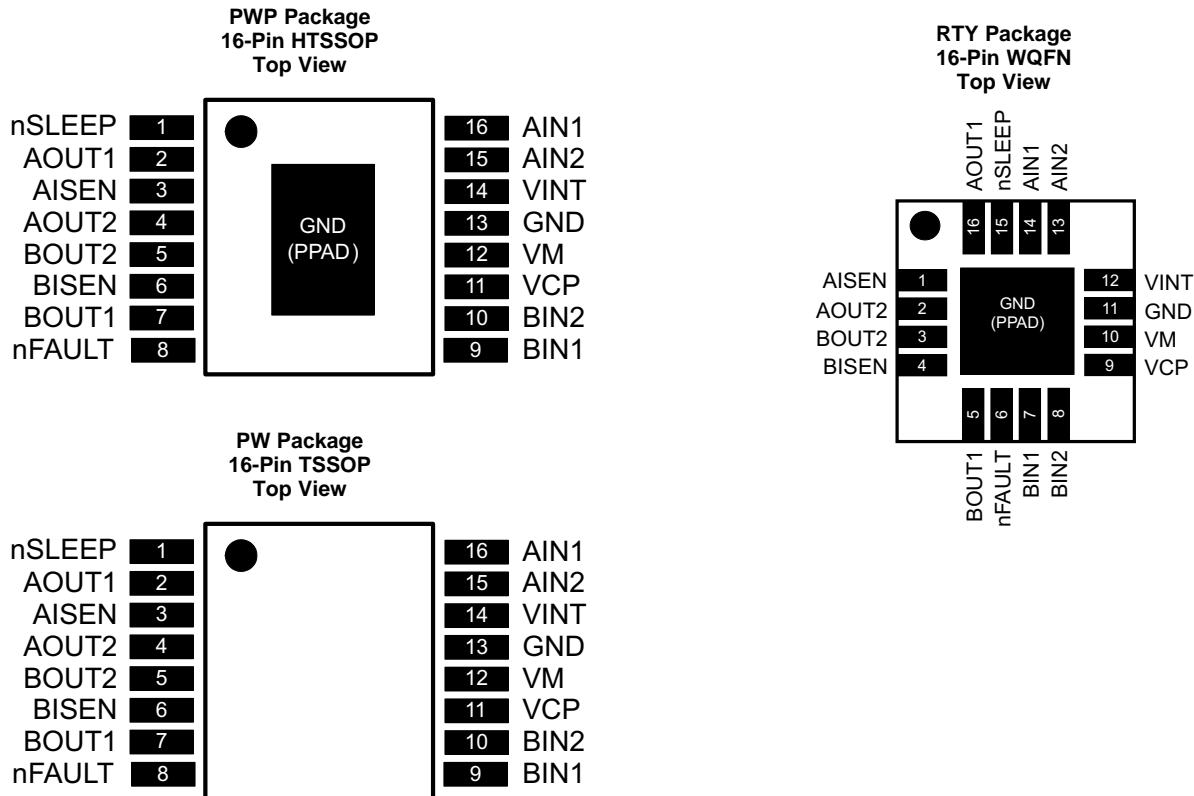 PWP Package
16-Pin HTSSOP
Top View
nSLEEP 1
AOUT1 2
AISEN 3
AOUT2 4
BOUT2 5
BISEN 6
BOUT1 7
nFAULT 8
GND
(PPAD)
16 AIN1
15 AIN2
14 VINT
13 GND
12 VM
11 VCP
10 BIN2
9 BIN1
RTY Package
16-Pin WQFN
Top View
AOUT1
nSLEEP
AIN1
AIN2
16
15
14
13
AISEN 1
AOUT2 2
BOUT2 3
BISEN 4
GND
(PPAD)
12 VINT
11 GND
10 VM
9 VCP
5
6
7
8
BOUT1
nFAULT
BIN1
BIN2
PW Package
16-Pin TSSOP
Top View
nSLEEP 1
AOUT1 2
AISEN 3
AOUT2 4
BOUT2 5
BISEN 6
BOUT1 7
nFAULT 8
16 AIN1
15 AIN2
14 VINT
13 GND
12 VM
11 VCP
10 BIN2
9 BIN1